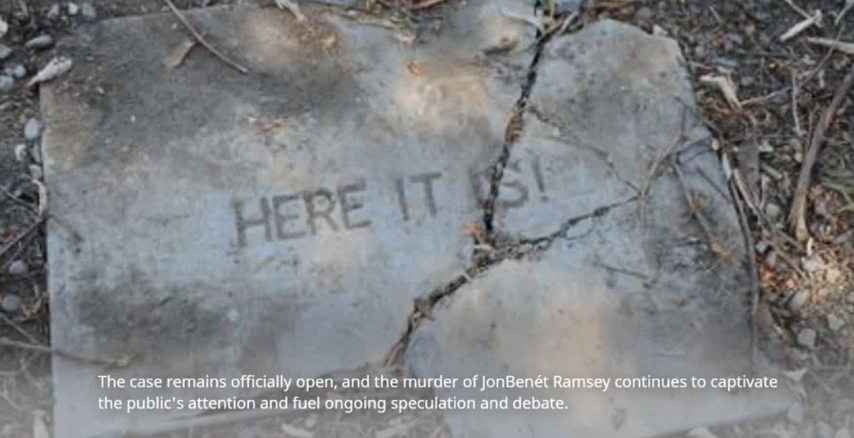 HERE IT IS!
The case remains officially open, and the murder of JonBenét Ramsey continues to captivate
the public's attention and fuel ongoing speculation and debate.